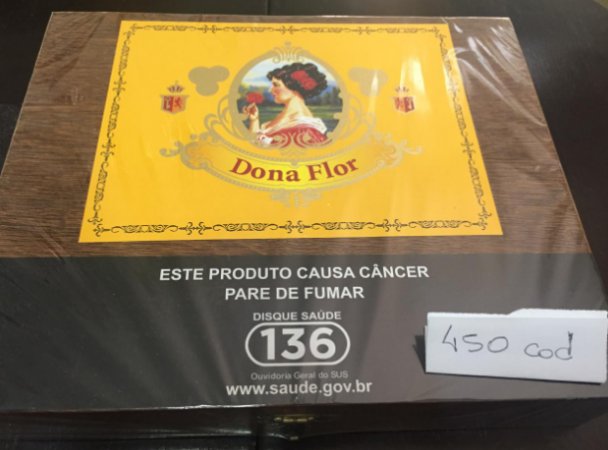 Dona Flor
ESTE PRODUTO CAUSA CÂNCER
PARE DE FUMAR
DISQUE SAÚDE
136
Ouvidoria Geral do SUS
www.saude.gov.br
450 cod